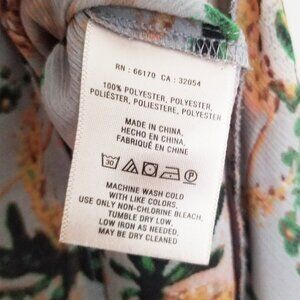 RN : 66170 CA : 32054
100% POLYESTER, POLYESTER,
POLIÉSTER, POLIESTERE, POLYESTER
MADE IN CHINA,
HECHO EN CHINA,
FABRIQUÉ EN CHINE
30
MACHINE WASH COLD
WITH LIKE COLORS,
USE ONLY NON-CHLORINE BLEACH,
TUMBLE DRY LOW,
LOW IRON AS NEEDED,
MAY BE DRY CLEANED